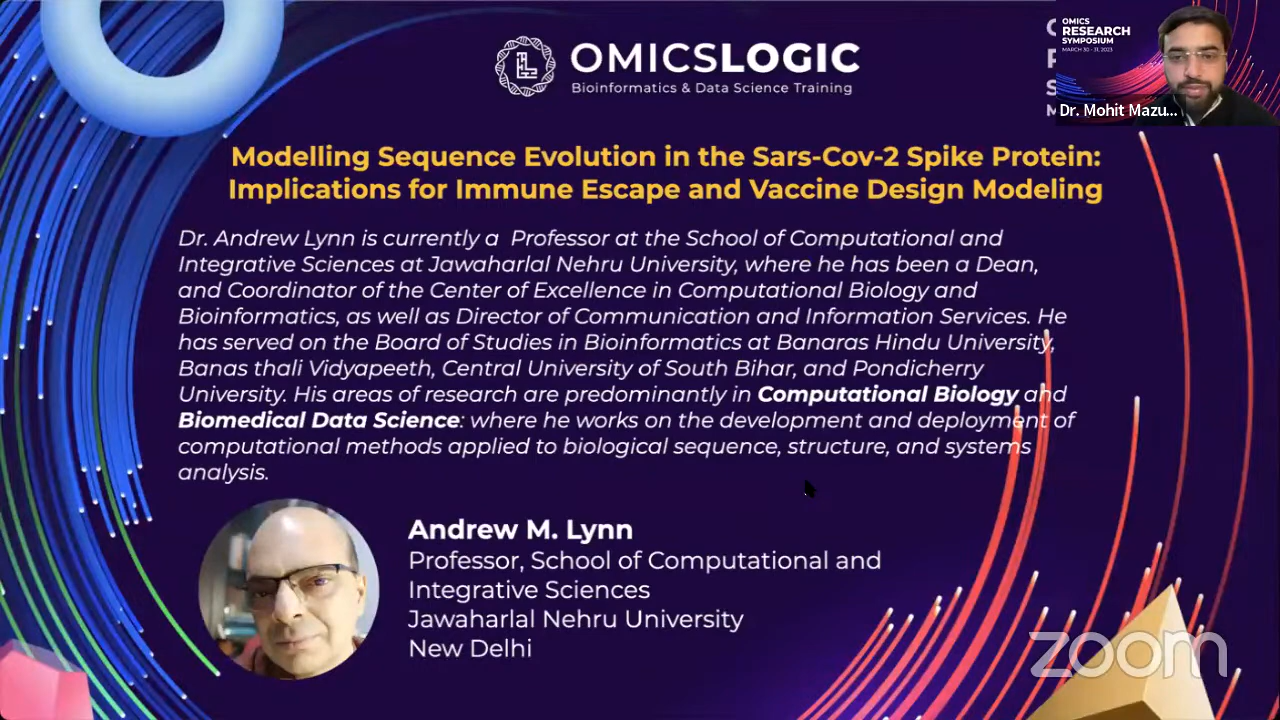 OMICSLOGIC
Bioinformatics & Data Science Training
OMICS
RESEARCH
SYMPOSIUM
MARCH 30 - 31, 2023
Dr. Mohit Mazu...
Modelling Sequence Evolution in the Sars-Cov-2 Spike Protein:
Implications for Immune Escape and Vaccine Design Modeling
Dr. Andrew Lynn is currently a Professor at the School of Computational and
Integrative Sciences at Jawaharlal Nehru University, where he has been a Dean,
and Coordinator of the Center of Excellence in Computational Biology and
Bioinformatics, as well as Director of Communication and Information Services. He
has served on the Board of Studies in Bioinformatics at Banaras Hindu University,
Banas thali Vidyapeeth, Central University of South Bihar, and Pondicherry
University. His areas of research are predominantly in Computational Biology and
Biomedical Data Science: where he works on the development and deployment of
computational methods applied to biological sequence, structure, and systems
analysis.
Andrew M. Lynn
Professor, School of Computational and
Integrative Sciences
Jawaharlal Nehru University
New Delhi
zoom